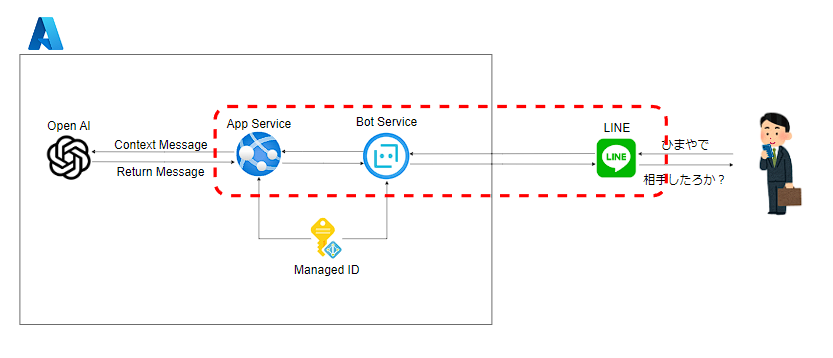 Open AI
Context Message
Return Message
App Service
Bot Service
Managed ID
LINE
LINE
ひまやで
相手したろか？